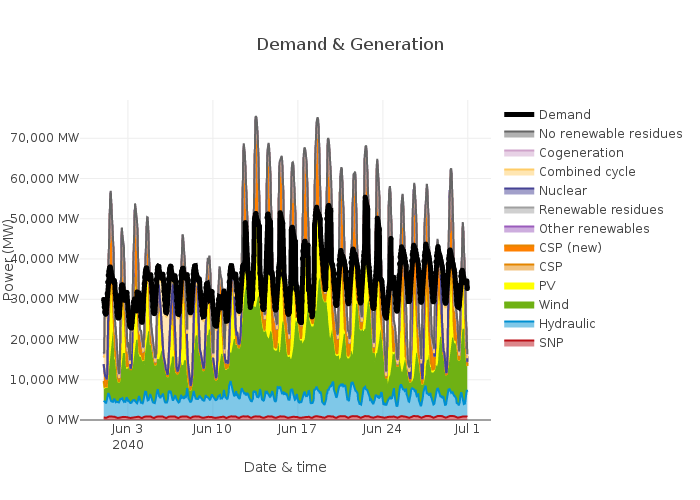 Demand & Generation
Power (MW)
70,000 MW
60,000 MW
50,000 MW
40,000 MW
30,000 MW
20,000 MW
10,000 MW
0 MW
Jun 3
2040
Jun 10
Jun 17
Jun 24
Jul 1
Date & time
Demand
No renewable residues
Cogeneration
Combined cycle
Nuclear
Renewable residues
Other renewables
CSP (new)
CSP
PV
Wind
Hydraulic
SNP